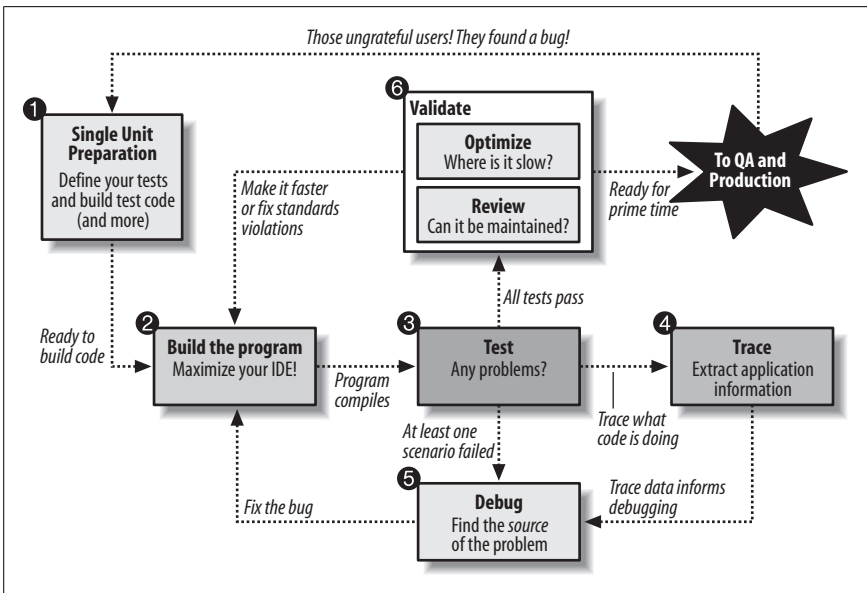 Those ungrateful users! They found a bug!
1
Single Unit
Preparation
Define your tests
and build test code
(and more)
6
Validate
Optimize
Where is it slow?
Review
Can it be maintained?
To QA and
Production
Make it faster
or fix standards
violations
Ready for
prime time
All tests pass
Ready to
build code
2
Build the program
Maximize your IDE!
Program
compiles
3
Test
Any problems?
4
Trace
Extract application
information
Trace what
code is doing
At least one
scenario failed
5
Debug
Find the source
of the problem
Fix the bug
Trace data informs
debugging